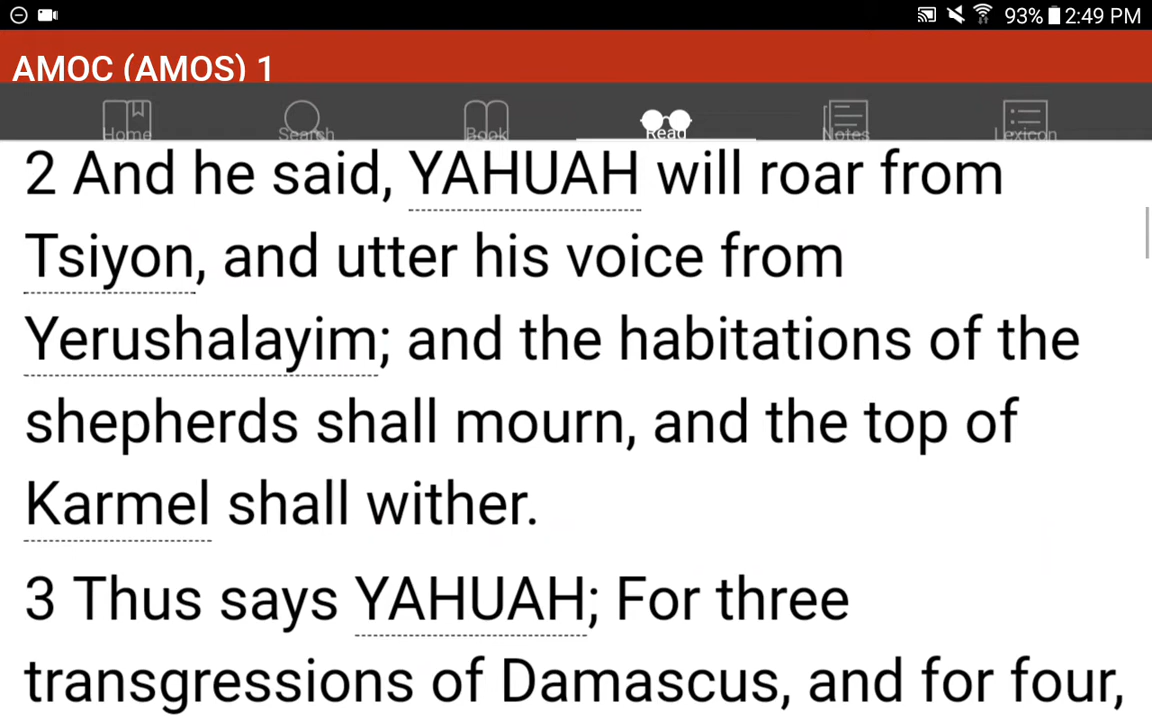 93% 2:49 PM
AMOC (AMOS) 1
Home Search Book Read Notes Lexicon
2 And he said, YAHUAH will roar from
Tsiyon, and utter his voice from
Yerushalayim; and the habitations of the
shepherds shall mourn, and the top of
Karmel shall wither.
3 Thus says YAHUAH; For three
transgressions of Damascus, and for four,